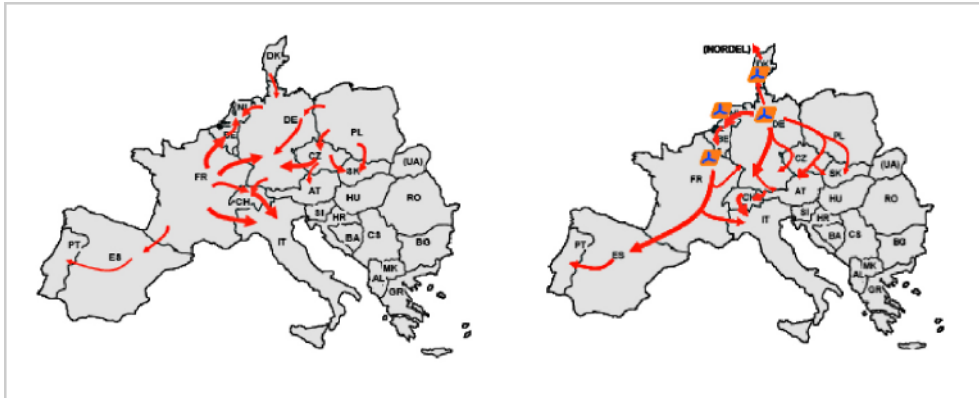 DK
NL
BE
DE
PL
CZ
SK
(UA)
FR
AT
HU
RO
CH
SI
HR
IT
BA
CS
BG
PT
ES
MK
AL
GR
(NORDEL)
DK
DE
BE
PL
CZ
SK
(UA)
FR
AT
HU
RO
CH
SI
HR
IT
BA
CS
BG
PT
ES
MK
AL
GR